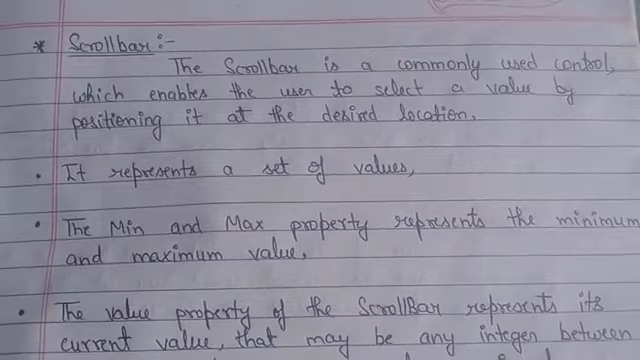 * Scrollbar :-
The Scrollbar is a commonly used control,
which enables the user to select a value by
positioning it at the desired location.
• It represents a set of values,
• The Min and Max property represents the minimum
and maximum value,
• The value property of the ScrollBar represents its
current value, that may be any integer between